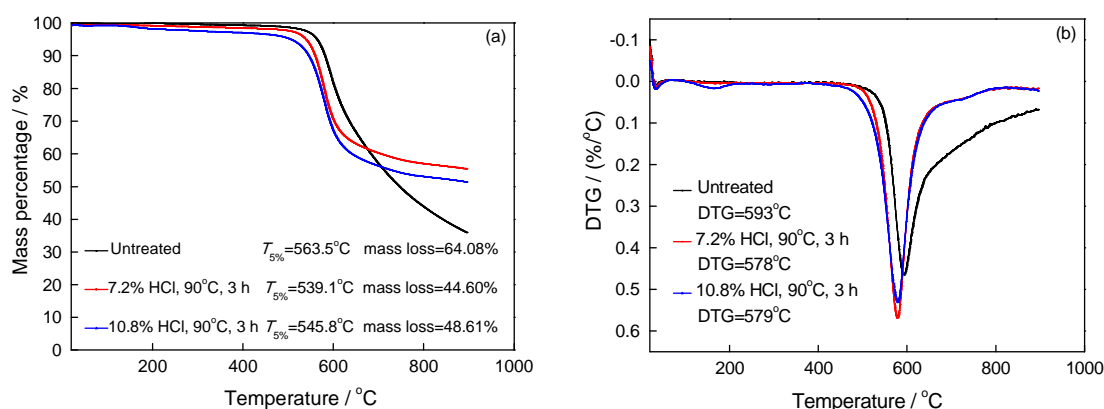 (a)
100
90
80
70
60
50
40
30
20
10
0
Mass percentage / %
Untreated T5%=563.5°C mass loss=64.08%
7.2% HCl, 90°C, 3 h T5%=539.1°C mass loss=44.60%
10.8% HCl, 90°C, 3 h T5%=545.8°C mass loss=48.61%
200 400 600 800 1000
Temperature / °C
(b)
-0.1
0.0
0.1
0.2
0.3
0.4
0.5
0.6
DTG / (%/°C)
Untreated
DTG=593°C
7.2% HCl, 90°C, 3 h
DTG=578°C
10.8% HCl, 90°C, 3 h
DTG=579°C
200 400 600 800 1000
Temperature / °C